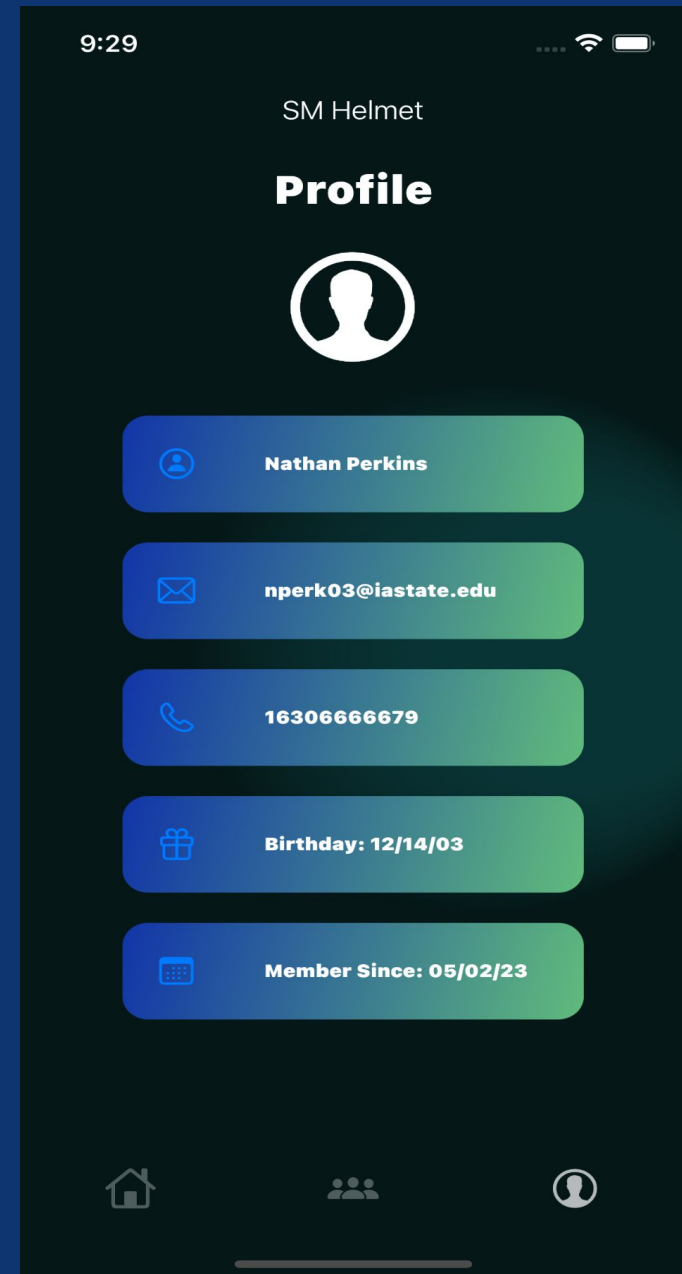 9:29
SM Helmet
Profile
Nathan Perkins
nperk03@iastate.edu
16306666679
Birthday: 12/14/03
Member Since: 05/02/23